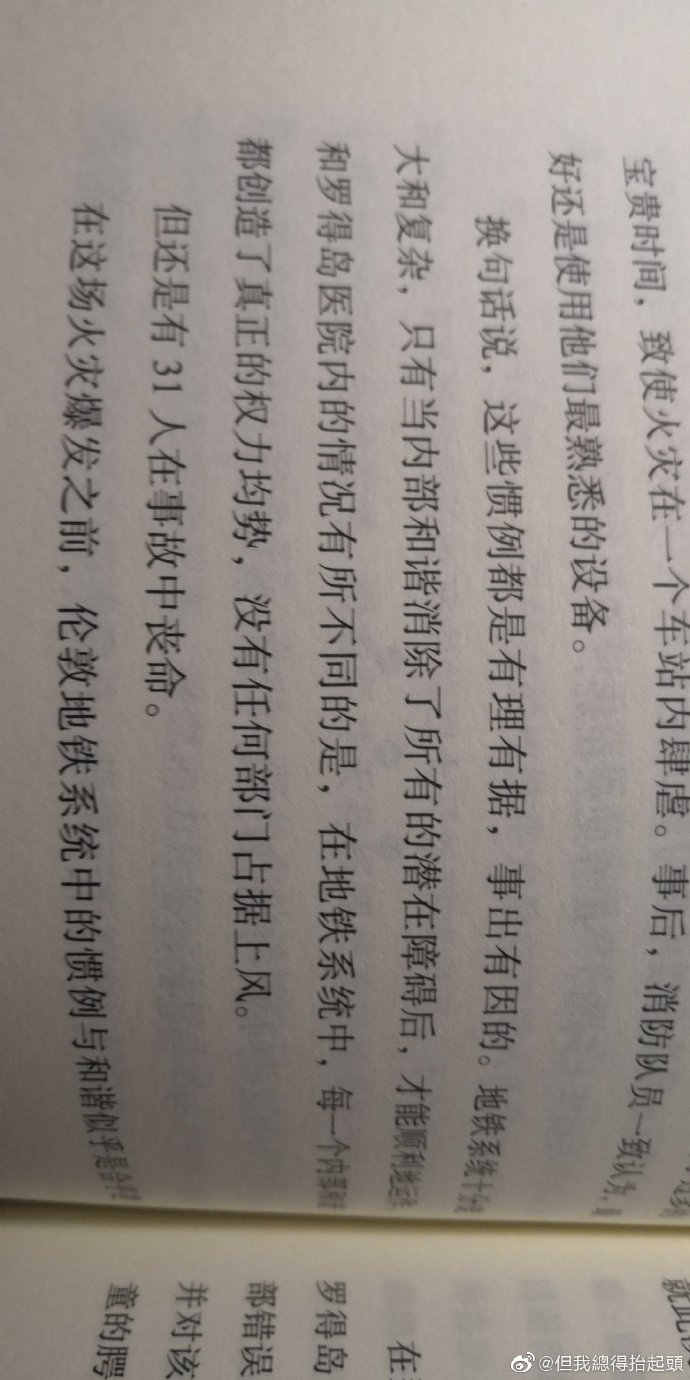 宝贵时间，致使火灾在一个车站内肆虐。事后，消防队员一致认为，
好还是使用他们最熟悉的设备。
换句话说，这些惯例都是有理有据，事出有因的。地铁系统十分
大和复杂，只有当内部和谐消除了所有的潜在障碍后，才能顺利地运
和罗得岛医院内的情况有所不同的是，在地铁系统中，每一个内部
都创造了真正的权力均势，没有任何部门占据上风。
但还是有 31 人在事故中丧命。
在这场火灾爆发之前，伦敦地铁系统中的惯例与和谐似乎是
就此
在
罗得岛
部错误
并对该
童的腭
@但我總得抬起頭